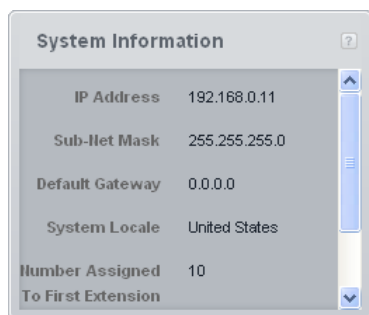 System Information
?
IP Address 192.168.0.11
Sub-Net Mask 255.255.255.0
Default Gateway 0.0.0.0
System Locale United States
Number Assigned 10
To First Extension